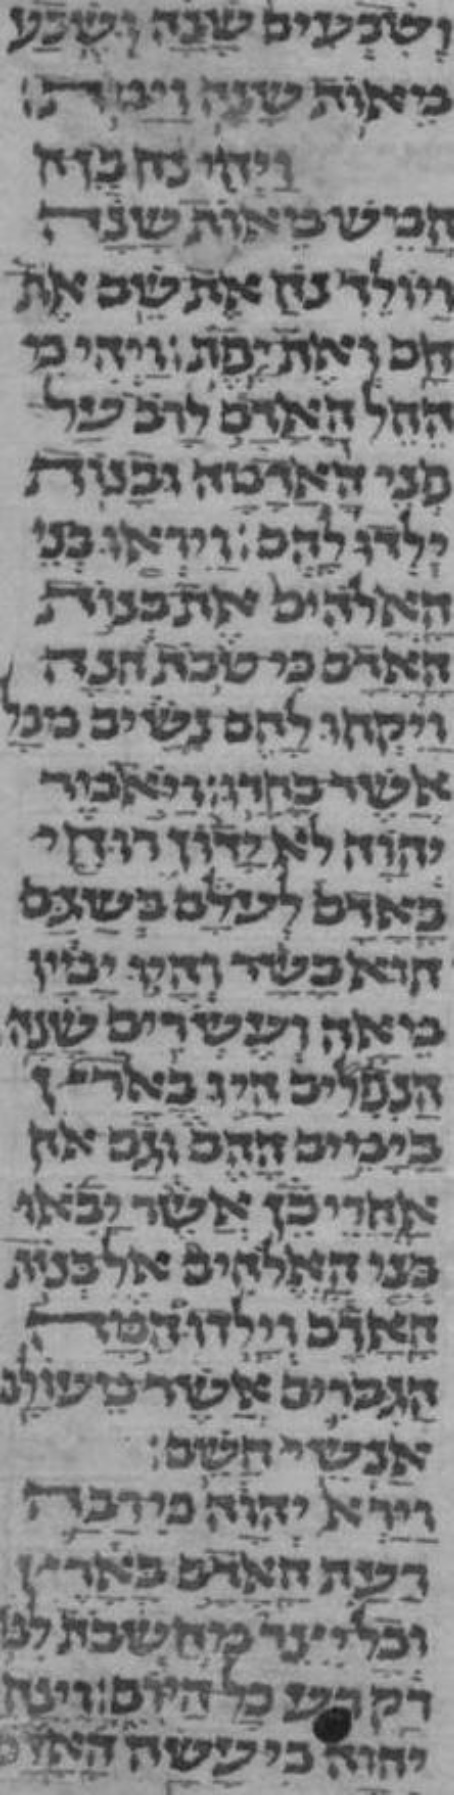 ושבעים שנה ושבע
מאות שנה וימת׃
ויהי נח בן ה
חמש מאות שנה
ויולד נח את שם את
חם ואת יפת׃ ויהי כי
החל האדם לרב על
פני האדמה ובנות
ילדו להם׃ ויראו בני
האלהים את בנות
האדם כי טבת הנה
ויקחו להם נשים מכל
אשר בחרו׃ ויאמר
יהוה לא ידון רוחי
באדם לעלם בשגם
הוא בשר והיו ימיו
מאה ועשרים שנה
הנפלים היו בארץ
בימים ההם וגם אח
אחרי כן אשר יבאו
בני האלהים אל בנות
האדם וילדו המה
הגברים אשר מעולם
אנשי השם׃
וירא יהוה כי רבה
רעת האדם בארץ
וכל יצר מחשבת לבו
רק רע כל היום׃ וינח
יהוה כי עשה האדם